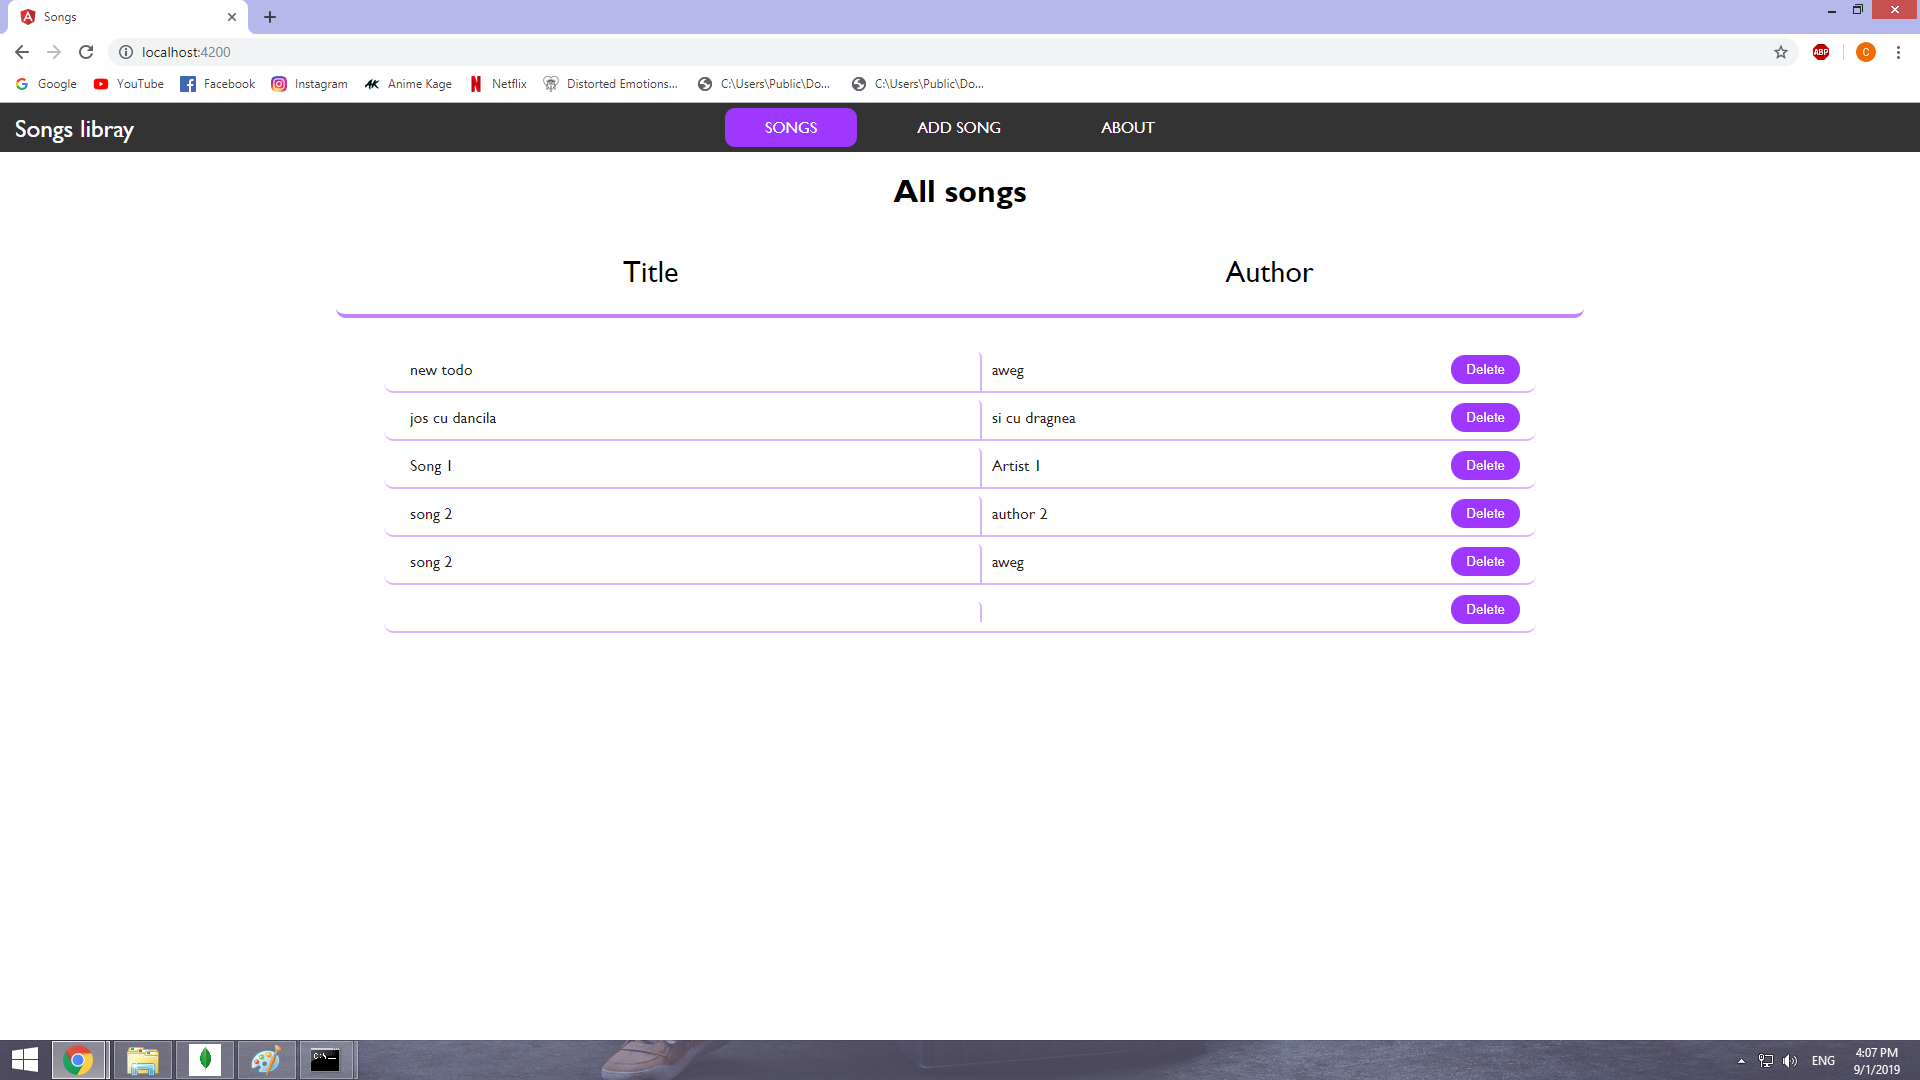 Songs
localhost:4200
ABP
C
Google YouTube Facebook Instagram Anime Kage Netflix Distorted Emotions... C:\Users\Public\Do... C:\Users\Public\Do...
Songs libray SONGS ADD SONG ABOUT
All songs
Title Author
new todo aweg Delete
jos cu dancila si cu dragnea Delete
Song 1 Artist 1 Delete
song 2 author 2 Delete
song 2 aweg Delete
Delete
C:\_
ENG
4:07 PM
9/1/2019